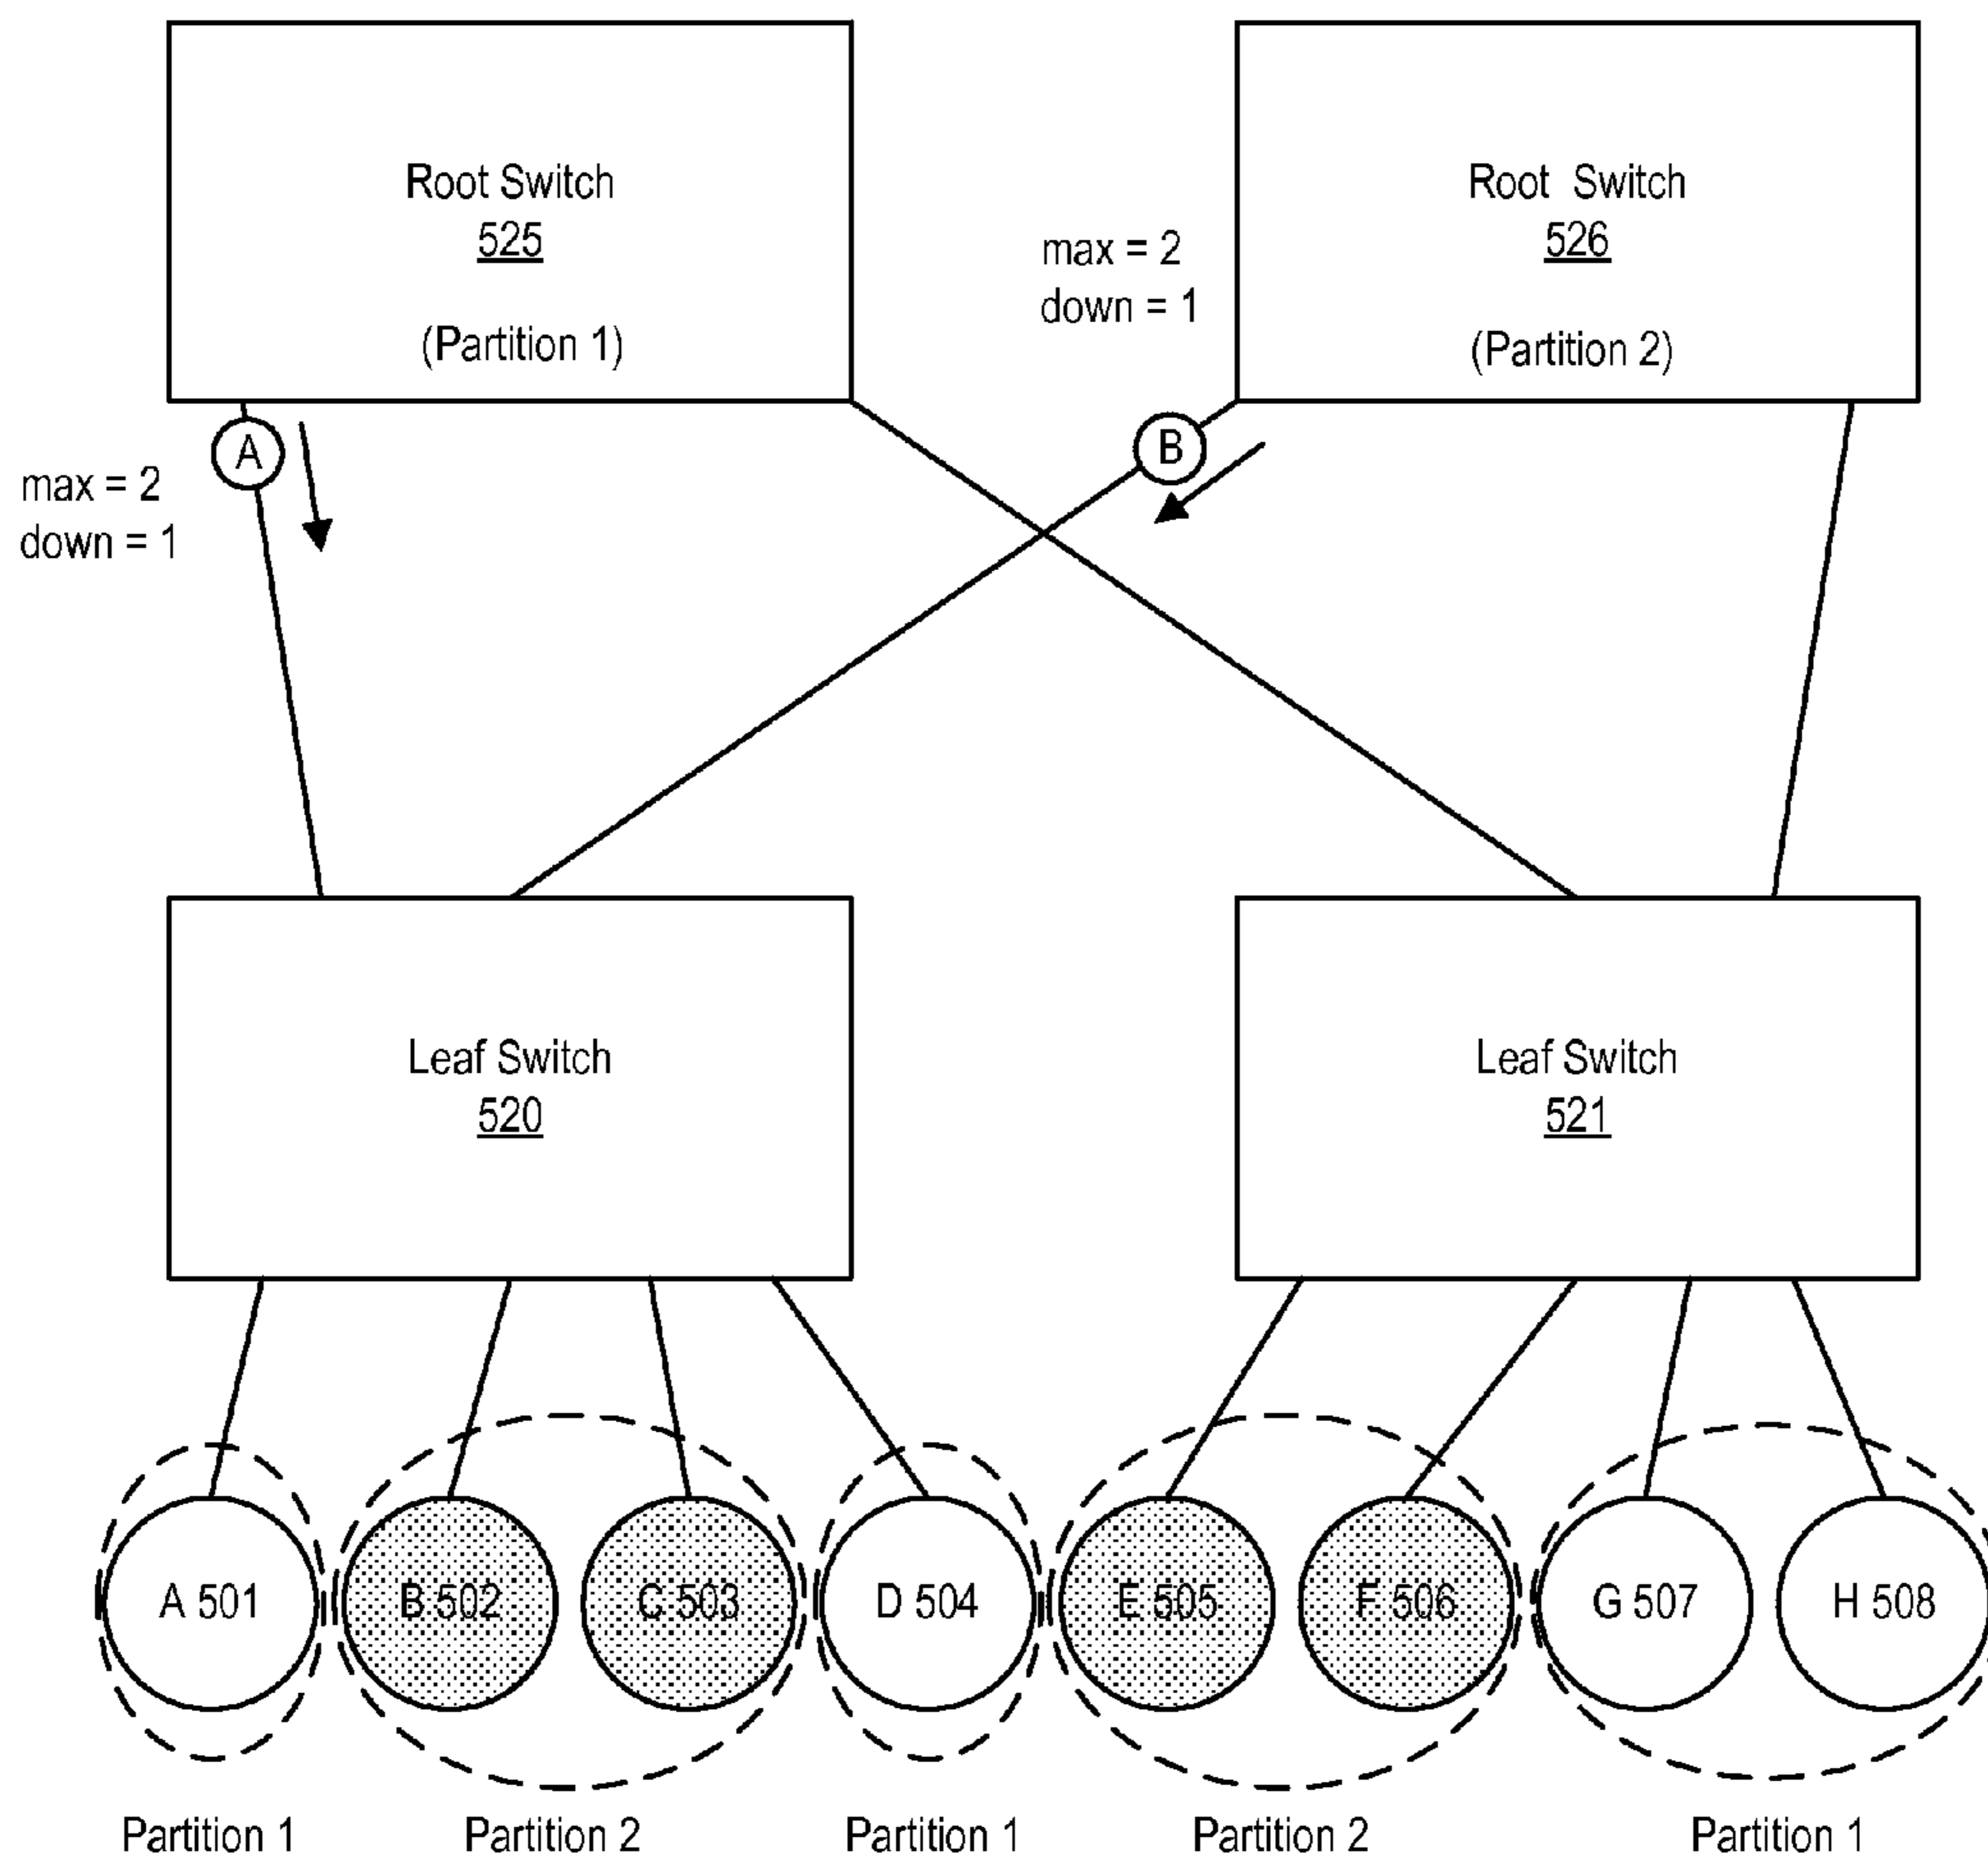 Root Switch
525
(Partition 1)
Root Switch
526
(Partition 2)
max = 2
down = 1
A
B
max = 2
down = 1
Leaf Switch
520
Leaf Switch
521
A 501
B 502
C 503
D 504
E 505
F 506
G 507
H 508
Partition 1
Partition 2
Partition 1
Partition 2
Partition 1